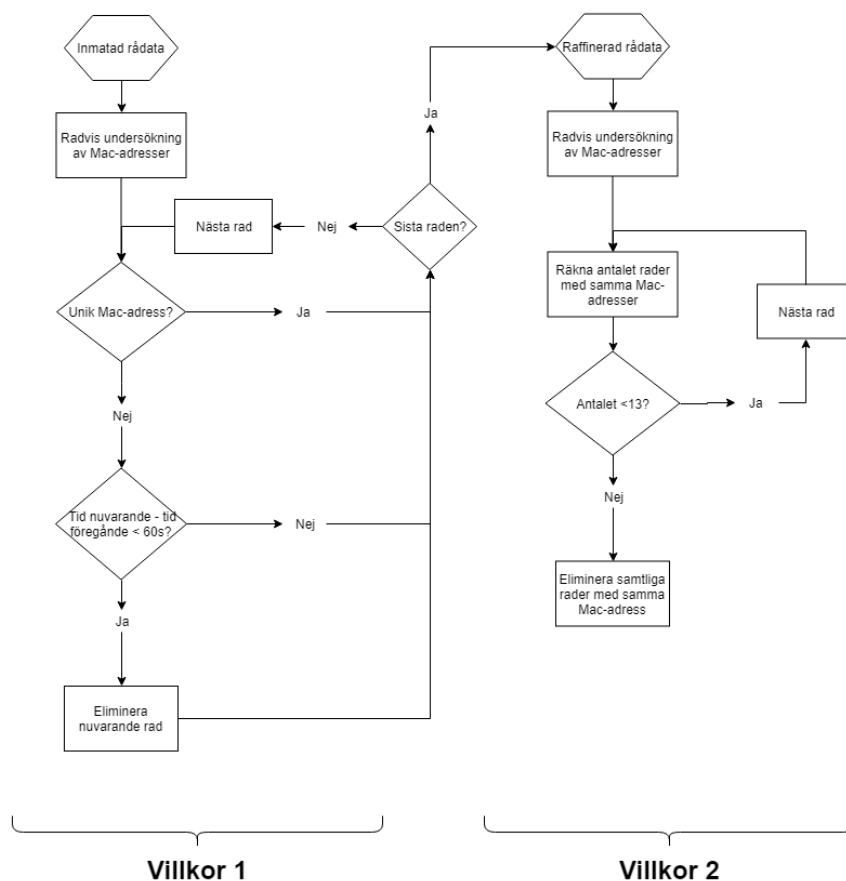 Inmatad rådata
Radvis undersökning
av Mac-adresser
Nästa rad
Nej
Sista raden?
Ja
Unik Mac-adress?
Ja
Nej
Tid nuvarande - tid
föregånde < 60s?
Nej
Ja
Eliminera
nuvarande rad
Villkor 1
Raffinerad rådata
Radvis undersökning
av Mac-adresser
Räkna antalet rader
med samma Mac-
adresser
Nästa rad
Antalet <13?
Ja
Nej
Eliminera samtliga
rader med samma
Mac-adress
Villkor 2